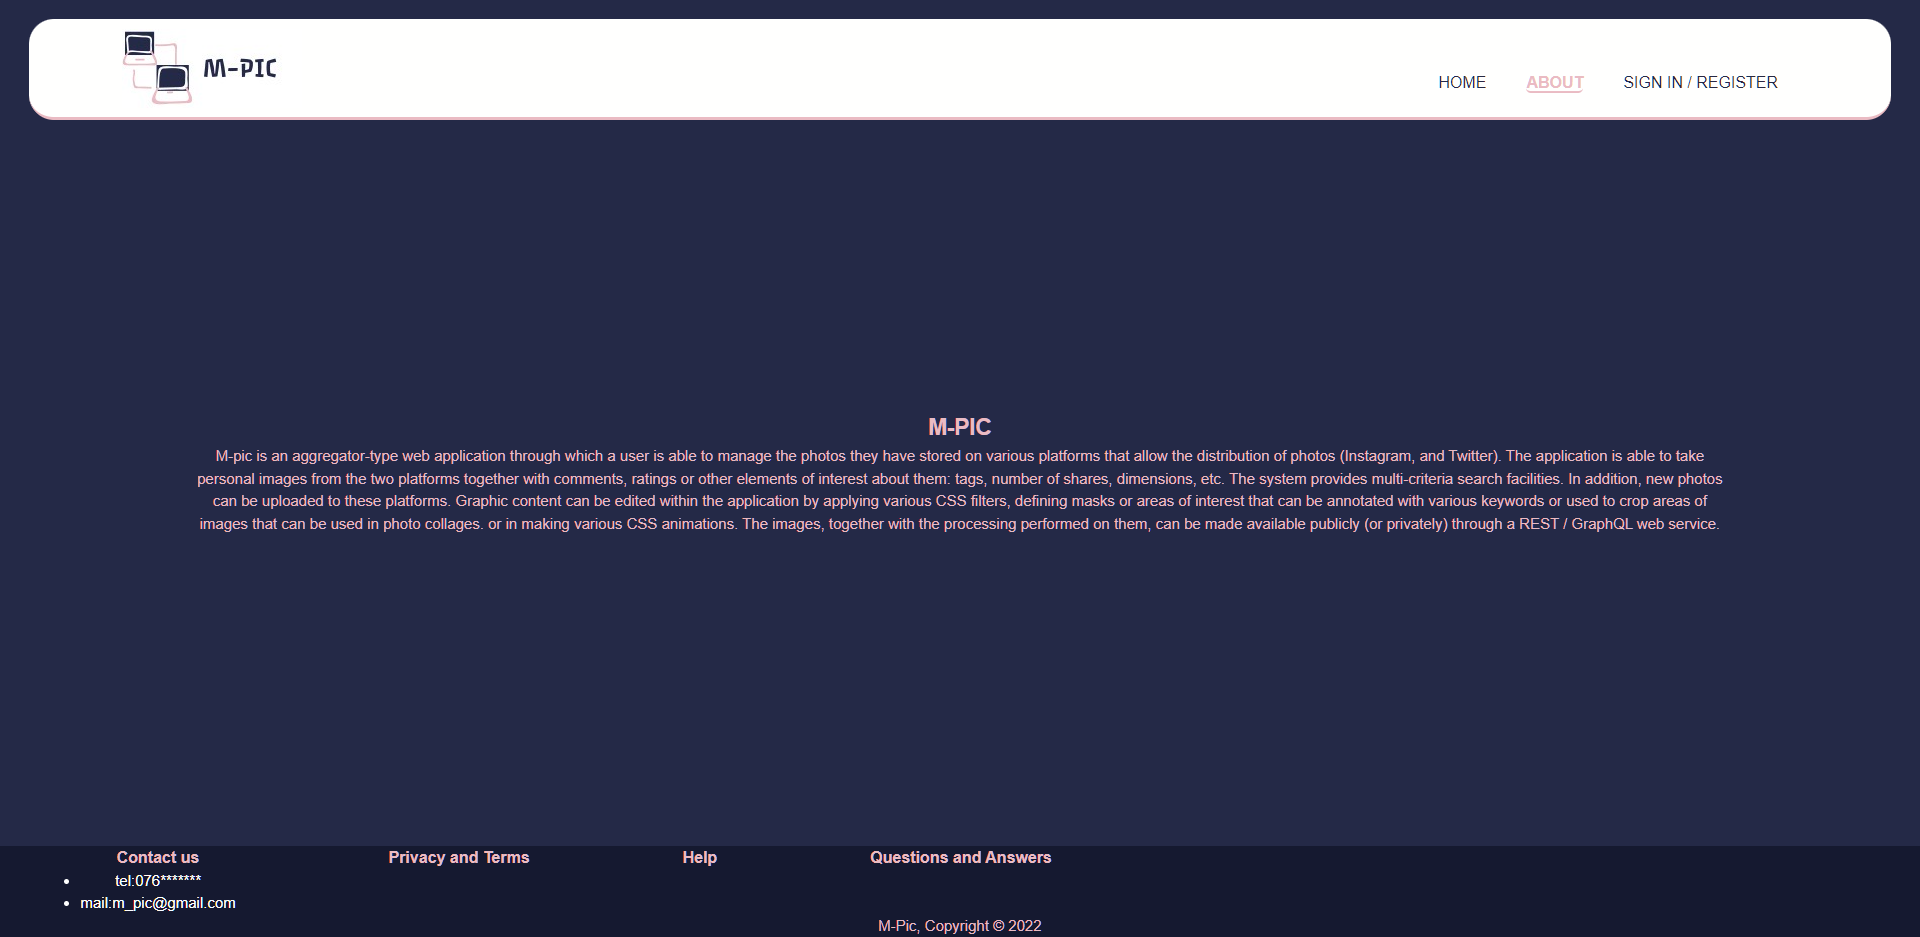 M-PIC
HOME ABOUT SIGN IN / REGISTER
M-PIC
M-pic is an aggregator-type web application through which a user is able to manage the photos they have stored on various platforms that allow the distribution of photos (Instagram, and Twitter). The application is able to take
personal images from the two platforms together with comments, ratings or other elements of interest about them: tags, number of shares, dimensions, etc. The system provides multi-criteria search facilities. In addition, new photos
can be uploaded to these platforms. Graphic content can be edited within the application by applying various CSS filters, defining masks or areas of interest that can be annotated with various keywords or used to crop areas of
images that can be used in photo collages. or in making various CSS animations. The images, together with the processing performed on them, can be made available publicly (or privately) through a REST / GraphQL web service.
Contact us
• tel:076*******
• mail:m_pic@gmail.com
Privacy and Terms
Help
Questions and Answers
M-Pic, Copyright © 2022